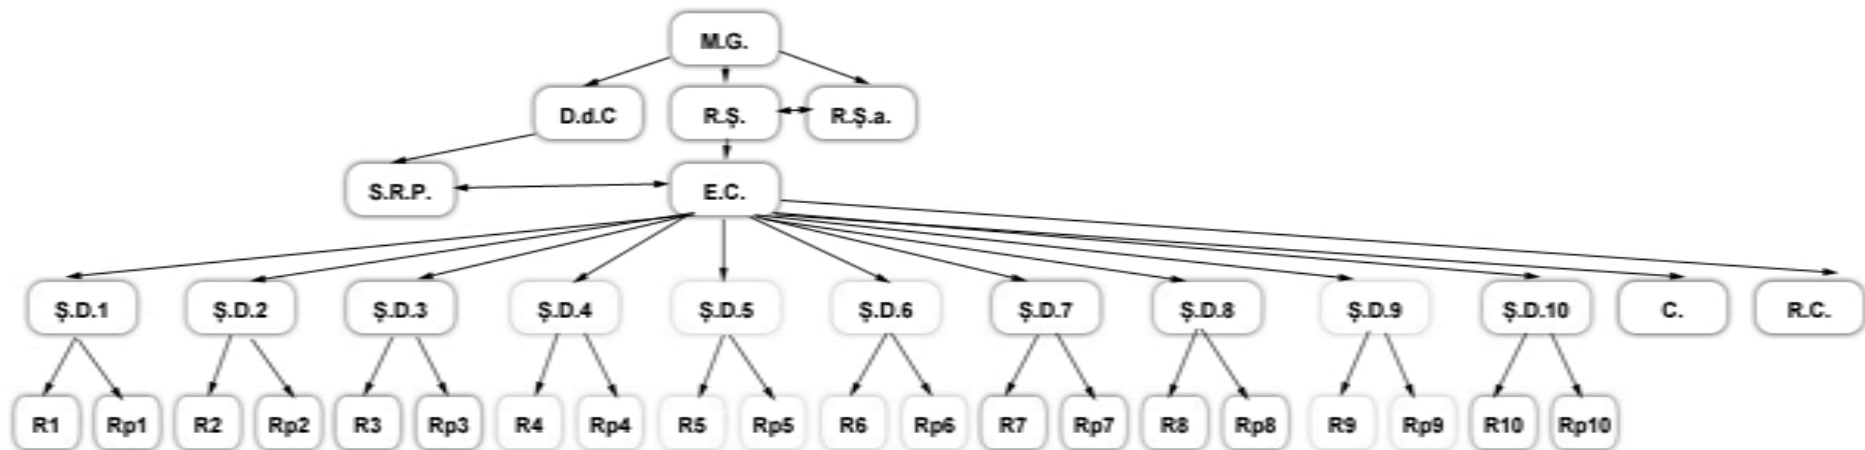 M.G.
D.d.C
R.Ș.
R.Ș.a.
S.R.P.
E.C.
Ș.D.1
Ș.D.2
Ș.D.3
Ș.D.4
Ș.D.5
Ș.D.6
Ș.D.7
Ș.D.8
Ș.D.9
Ș.D.10
C.
R.C.
R1
Rp1
R2
Rp2
R3
Rp3
R4
Rp4
R5
Rp5
R6
Rp6
R7
Rp7
R8
Rp8
R9
Rp9
R10
Rp10